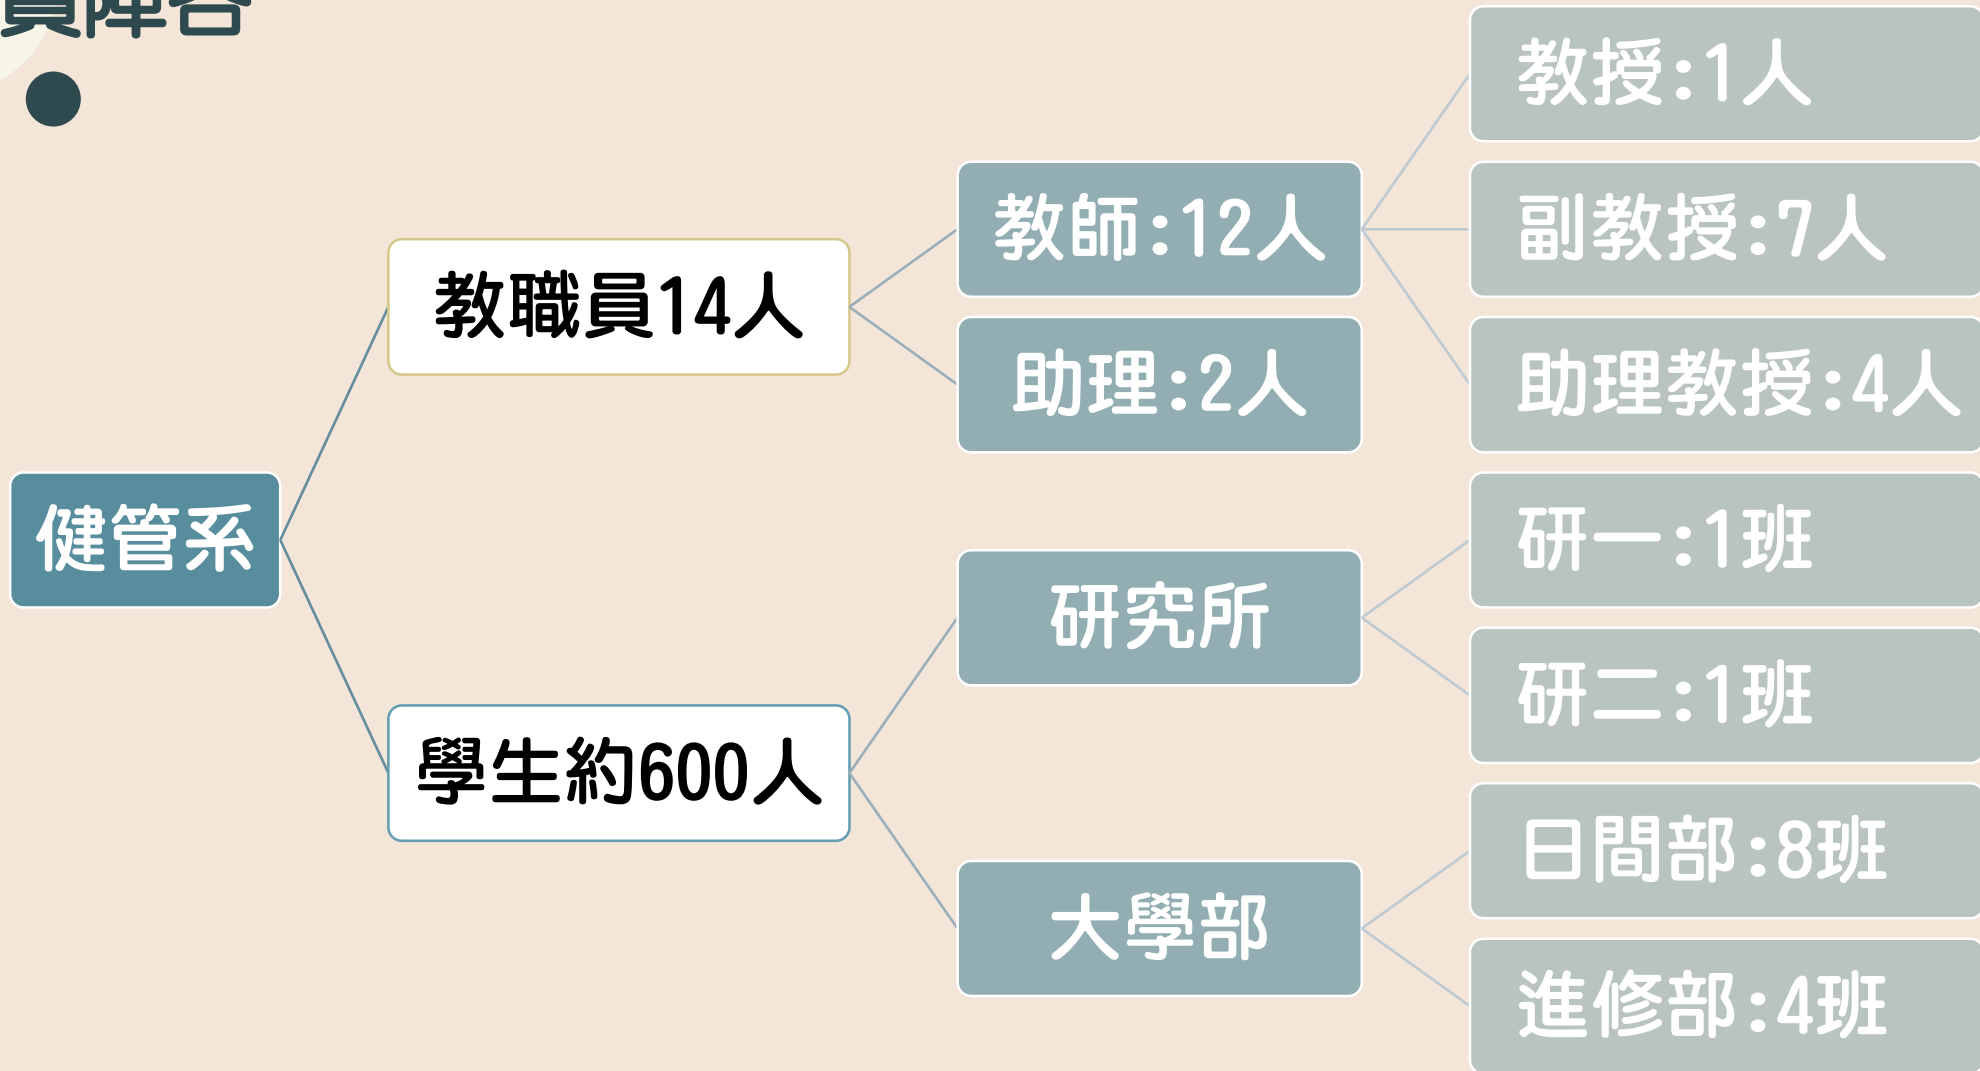 員陣容
健管系
教職員14人
教師:12人
教授:1人
副教授:7人
助理教授:4人
助理:2人
學生約600人
研究所
研一:1班
研二:1班
大學部
日間部:8班
進修部:4班